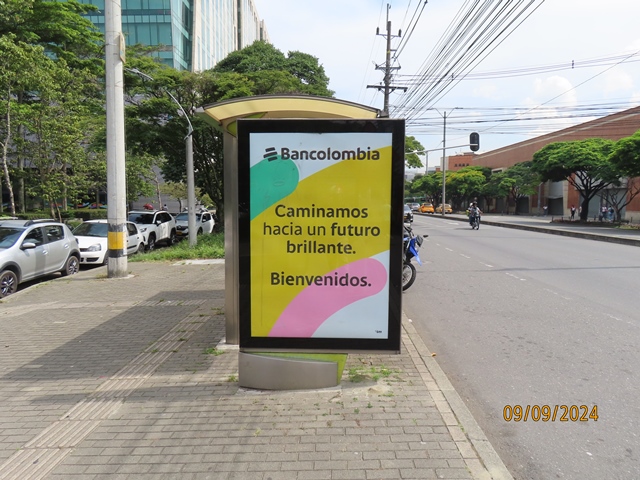 Bancolombia
Caminamos
hacia un futuro
brillante.
Bienvenidos.
09/09/2024